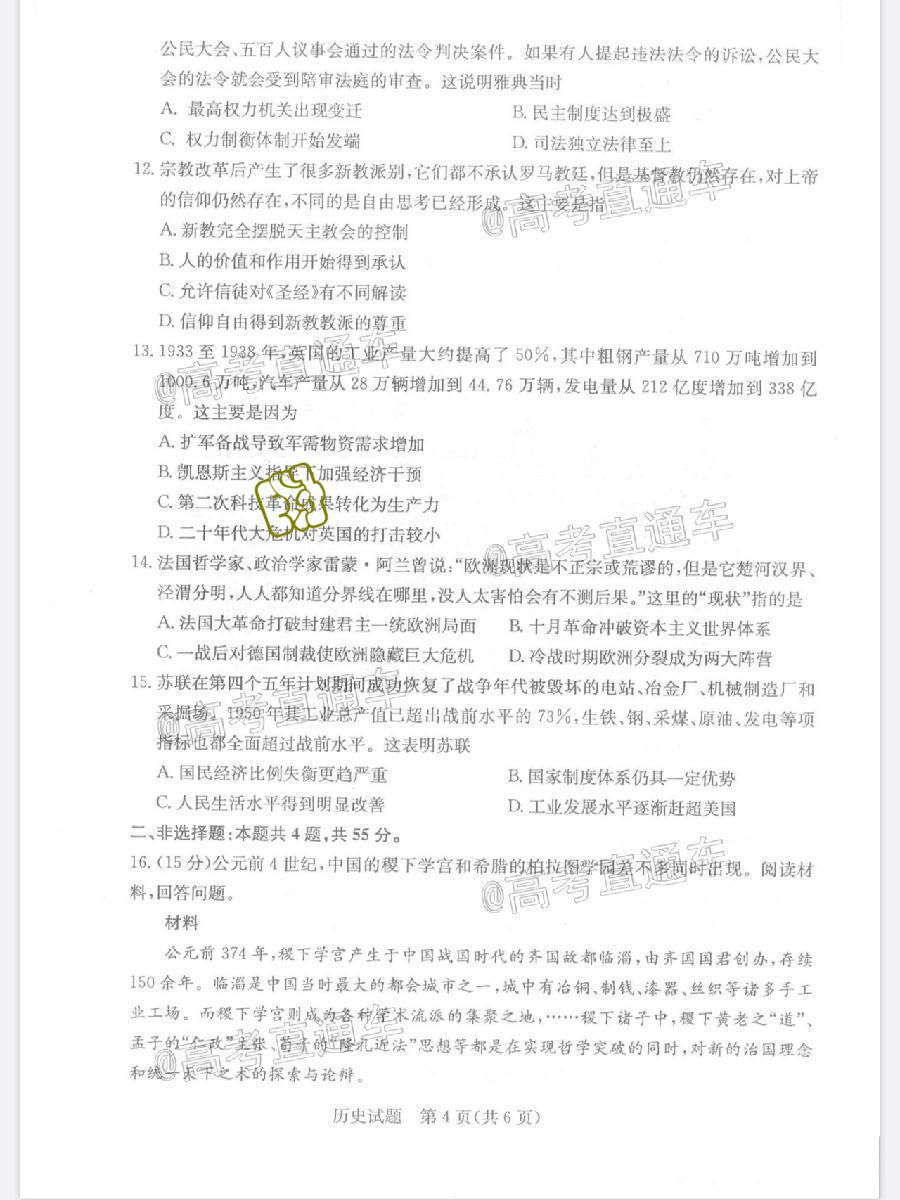 公民大会、五百人议事会通过的法令判决案件。如果有人提起违法法令的诉讼,公民大
会的法令就会受到陪审法庭的审查。这说明雅典当时
A. 最高权力机关出现变迁 B. 民主制度达到极盛
C. 权力制衡体制开始发端 D. 司法独立法律至上
12. 宗教改革后产生了很多新教派别,它们都不承认罗马教廷,但是基督教仍然存在,对上帝
的信仰仍然存在,不同的是自由思考已经形成。这主要是指
@高考直通车
A. 新教完全摆脱天主教会的控制
B. 人的价值和作用开始得到承认
C. 允许信徒对《圣经》有不同解读
D. 信仰自由得到新教教派的尊重
13. 1933 至 1938 年,英国的工业产量大约提高了 50%,其中粗钢产量从 710 万吨增加到
1000.6 万吨,汽车产量从 28 万辆增加到 44.76 万辆,发电量从 212 亿度增加到 338 亿
度。这主要是因为
@高考直通车
A. 扩军备战导致军需物资需求增加
B. 凯恩斯主义指导下加强经济干预
C. 第二次科技革命成果转化为生产力
D. 二十年代大危机对英国的打击较小
@高考直通车
14. 法国哲学家、政治学家雷蒙·阿兰曾说:“欧洲现状是不正宗或荒谬的,但是它楚河汉界、
泾渭分明,人人都知道分界线在哪里,没人太害怕会有不测后果。”这里的“现状”指的是
A. 法国大革命打破封建君主一统欧洲局面 B. 十月革命冲破资本主义世界体系
C. 一战后对德国制裁使欧洲隐藏巨大危机 D. 冷战时期欧洲分裂成为两大阵营
15. 苏联在第四个五年计划期间成功恢复了战争年代被毁坏的电站、冶金厂、机械制造厂和
采掘场。1950 年其工业总产值已超出战前水平的 73%,生铁、钢、采煤、原油、发电等项
指标也都全面超过战前水平。这表明苏联
@高考直通车
A. 国民经济比例失衡更趋严重 B. 国家制度体系仍具一定优势
C. 人民生活水平得到明显改善 D. 工业发展水平逐渐赶超美国
二、非选择题:本题共 4 题,共 55 分。
16. (15 分)公元前 4 世纪,中国的稷下学宫和希腊的柏拉图学园差不多同时出现。阅读材
料,回答问题。
@高考直通车
材料
公元前 374 年,稷下学宫产生于中国战国时代的齐国故都临淄,由齐国国君创办,存续
150 余年。临淄是中国当时最大的都会城市之一,城中有冶铜、制钱、漆器、丝织等诸多手工
业工场。而稷下学宫则成为各种学术流派的集聚之地,……稷下诸子中,稷下黄老之“道”、
孟子的“仁政”主张、荀子的“隆礼近法”思想等都是在实现哲学突破的同时,对新的治国理念
和统一天下之术的探索与论辩。
@高考直通车
历史试题 第 4 页(共 6 页)